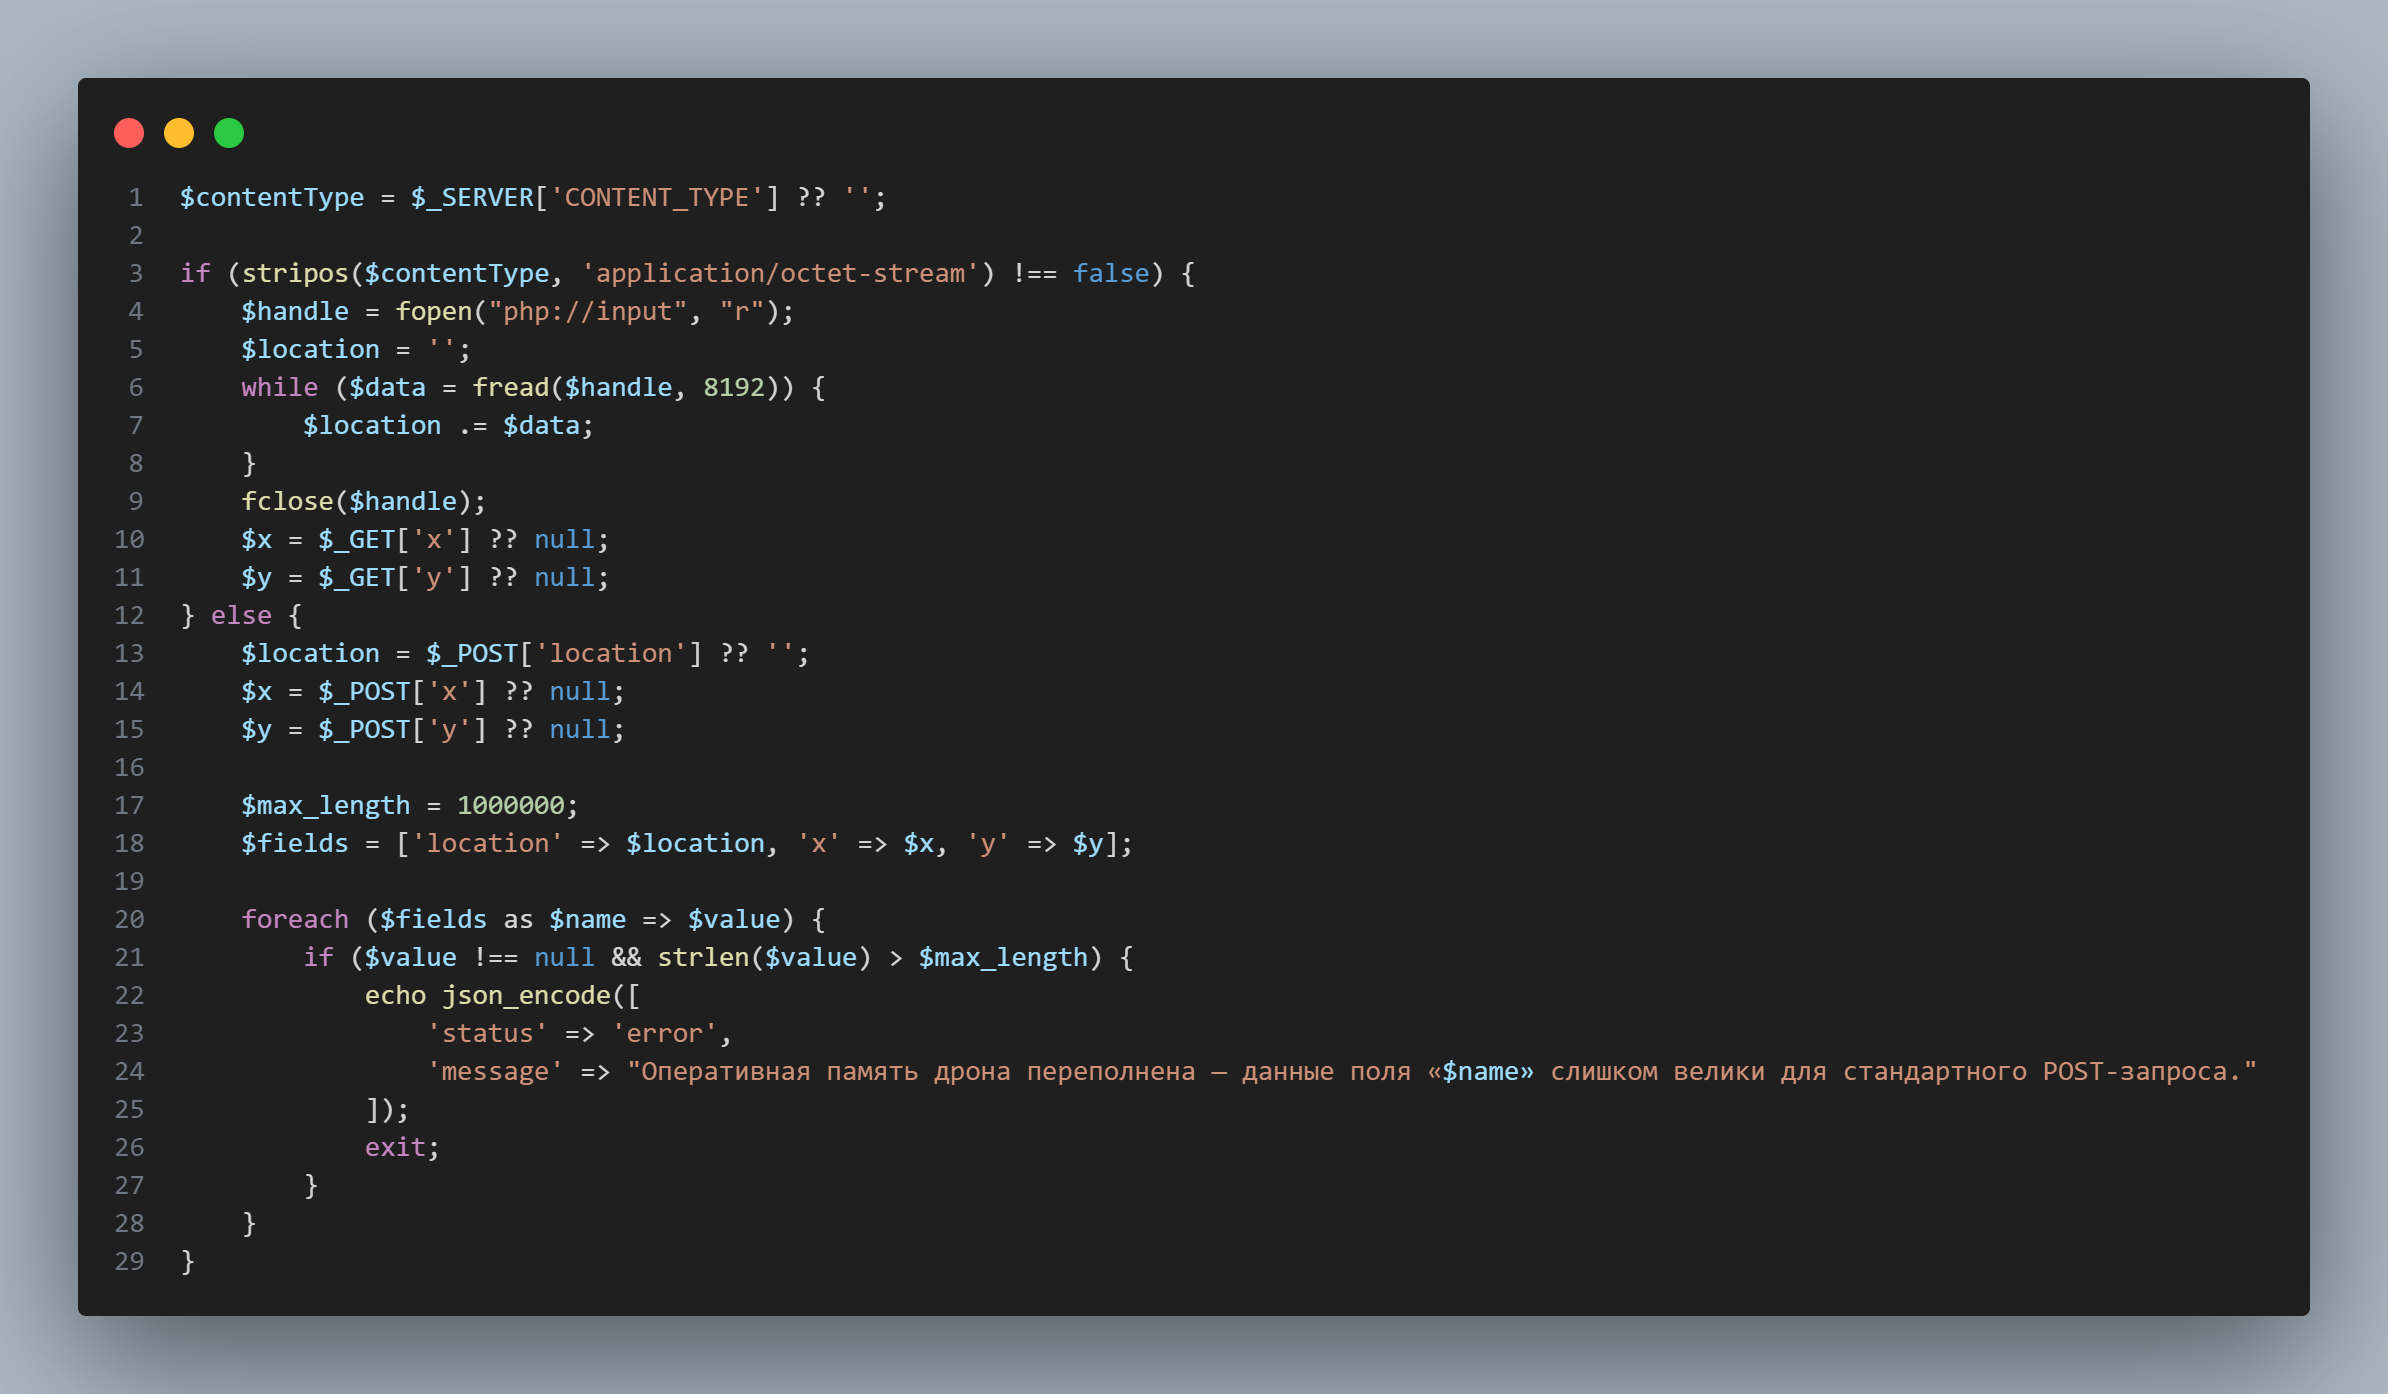 1 $contentType = $_SERVER['CONTENT_TYPE'] ?? '';
2
3 if (stripos($contentType, 'application/octet-stream') !== false) {
4     $handle = fopen("php://input", "r");
5     $location = '';
6     while ($data = fread($handle, 8192)) {
7         $location .= $data;
8     }
9     fclose($handle);
10     $x = $_GET['x'] ?? null;
11     $y = $_GET['y'] ?? null;
12 } else {
13     $location = $_POST['location'] ?? '';
14     $x = $_POST['x'] ?? null;
15     $y = $_POST['y'] ?? null;
16
17     $max_length = 1000000;
18     $fields = ['location' => $location, 'x' => $x, 'y' => $y];
19
20     foreach ($fields as $name => $value) {
21         if ($value !== null && strlen($value) > $max_length) {
22             echo json_encode([
23                 'status' => 'error',
24                 'message' => "Оперативная память дрона переполнена — данные поля «$name» слишком велики для стандартного POST-запроса."
25             ]);
26             exit;
27         }
28     }
29 }